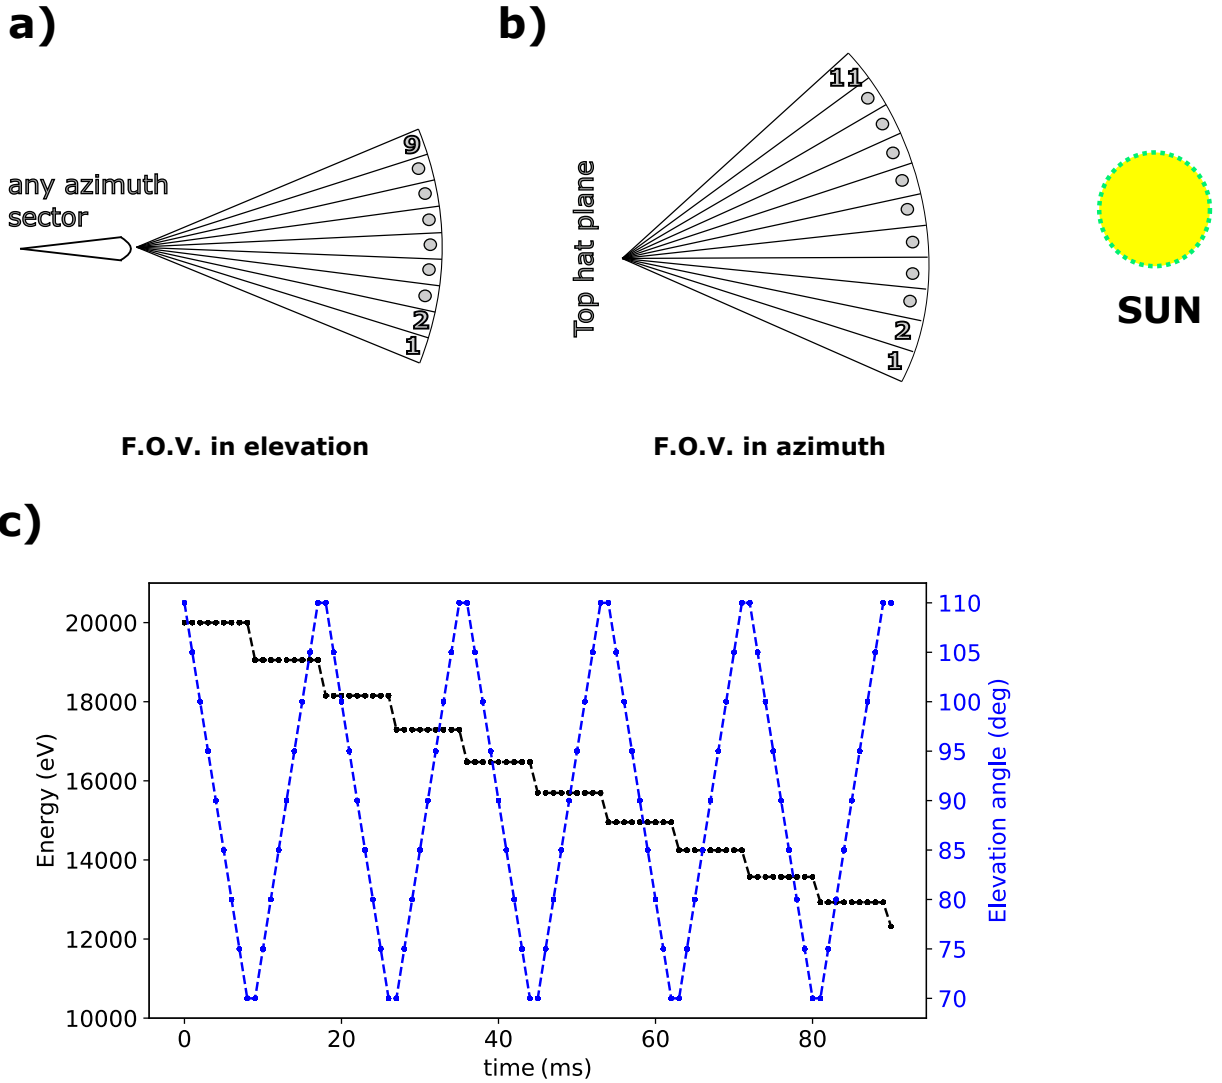 a)
b)
any azimuth
sector
9
2
1
Top hat plane
11
2
1
SUN
F.O.V. in elevation
F.O.V. in azimuth
c)
Energy (eV)
20000
18000
16000
14000
12000
10000
0
20
40
60
80
time (ms)
110
105
100
95
90
85
80
75
70
Elevation angle (deg)